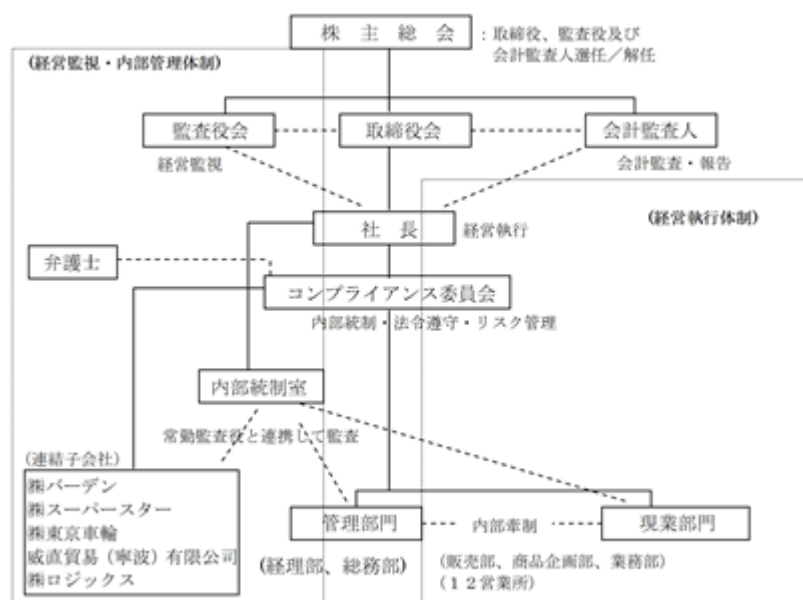 株主総会
：取締役、監査役及び
会計監査人選任／解任
(経営監視・内部管理体制)
監査役会
取締役会
会計監査人
経営監視
会計監査・報告
社長
経営執行
(経営執行体制)
弁護士
コンプライアンス委員会
内部統制・法令遵守・リスク管理
内部統制室
常勤監査役と連携して監査
(連結子会社)
㈱バーデン
㈱スーパースター
㈱東京車輪
威直貿易（寧波）有限公司
㈱ロジックス
管理部門
内部牽制
現業部門
(経理部、総務部)
(販売部、商品企画部、業務部)
(１２営業所)